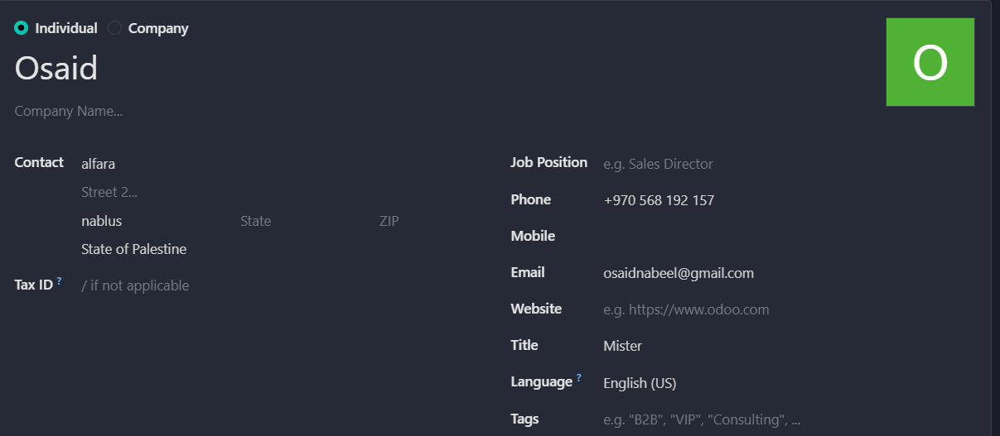 Individual Company
Osaid
O
Company Name...
Contact alfara
Street 2...
nablus State ZIP
State of Palestine
Tax ID ? / if not applicable
Job Position e.g. Sales Director
Phone +970 568 192 157
Mobile
Email osaidnabeel@gmail.com
Website e.g. https://www.odoo.com
Title Mister
Language ? English (US)
Tags e.g. "B2B", "VIP", "Consulting", ...